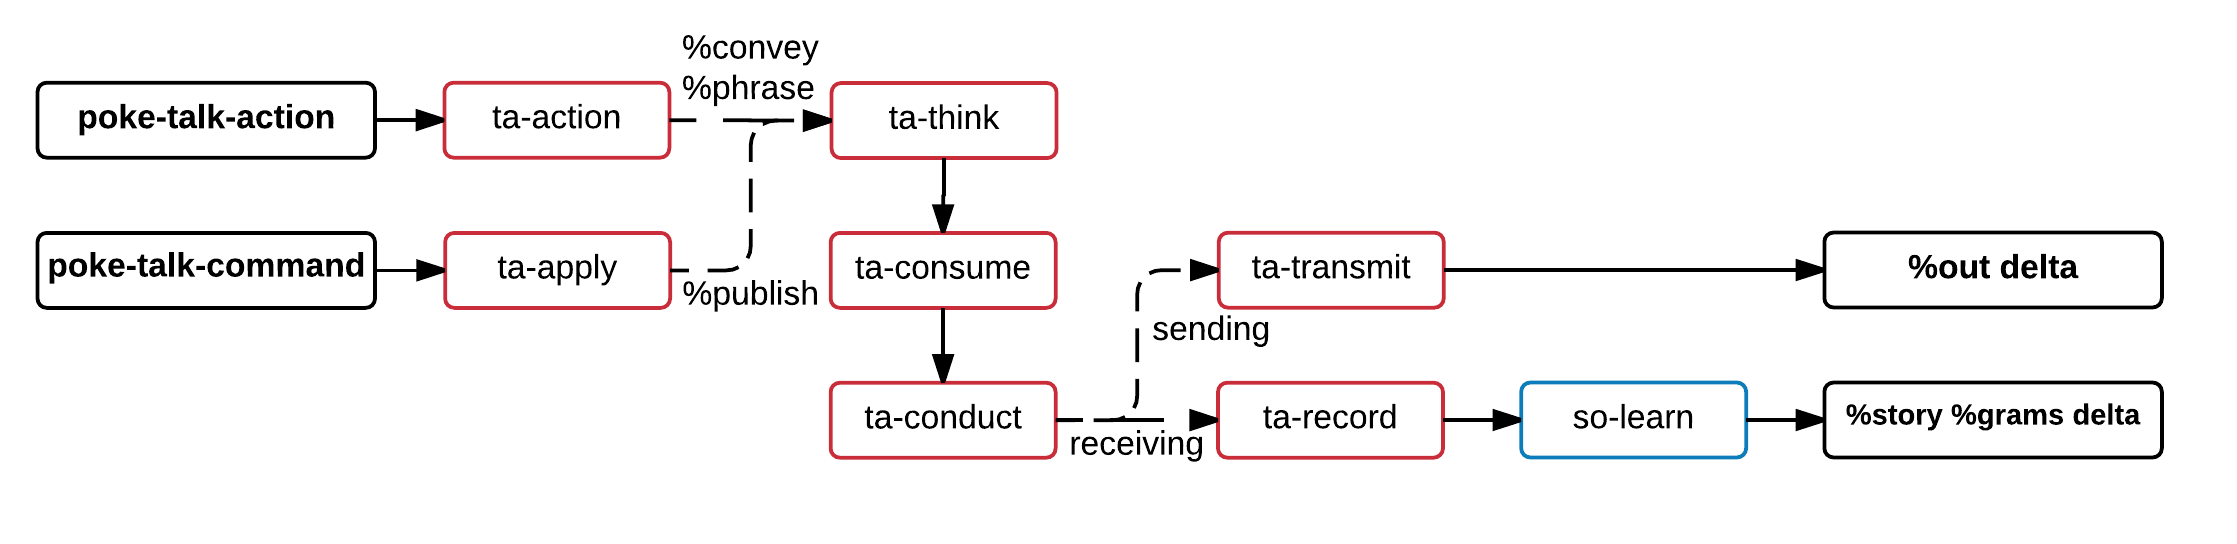 %convey
%phrase
poke-talk-action
ta-action
ta-think
poke-talk-command
ta-apply
%publish
ta-consume
ta-transmit
%out delta
sending
ta-conduct
receiving
ta-record
so-learn
%story %grams delta